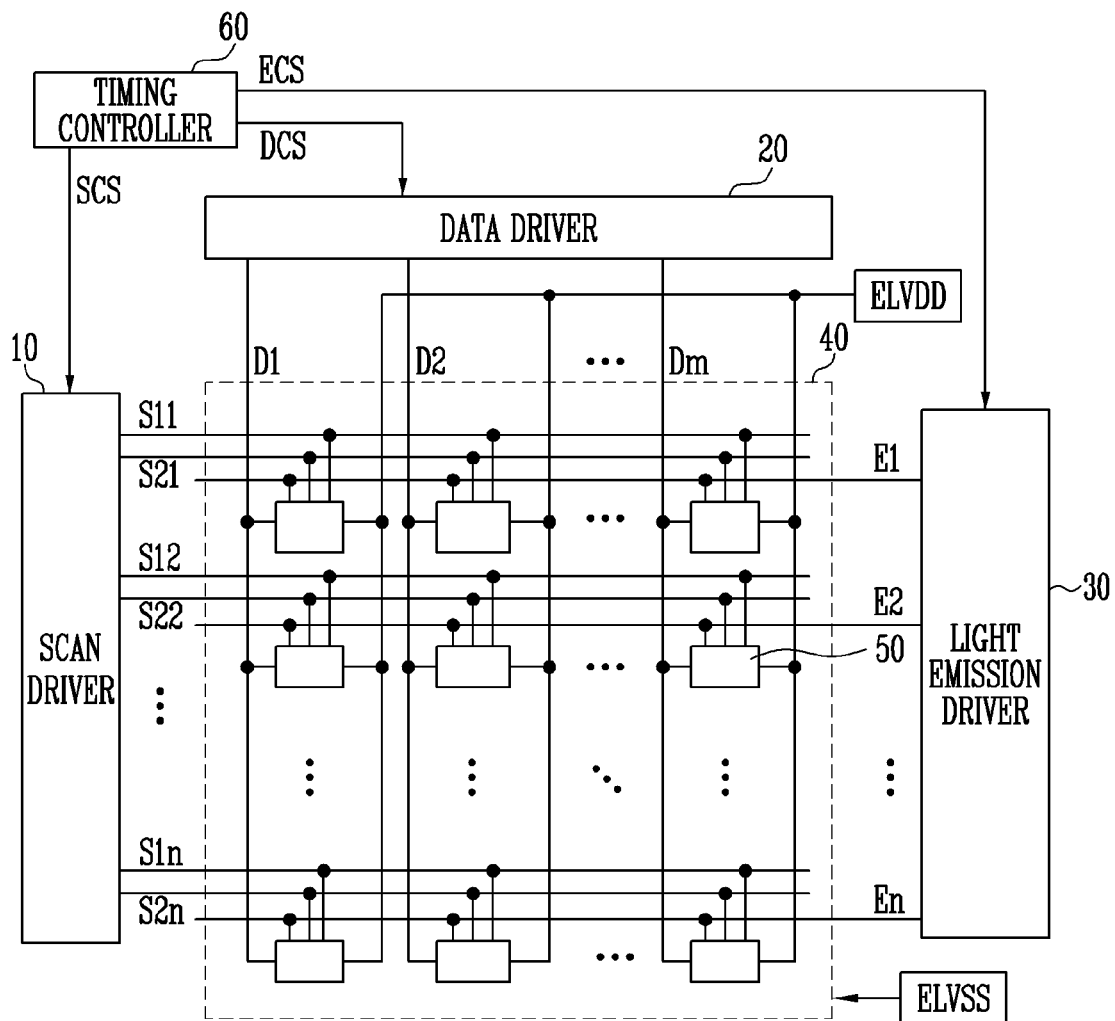 60
TIMING
CONTROLLER
ECS
DCS
SCS
20
DATA DRIVER
ELVDD
10
D1
D2
Dm
40
S11
S21
E1
S12
S22
E2
30
50
SCAN
DRIVER
LIGHT
EMISSION
DRIVER
S1n
S2n
En
ELVSS